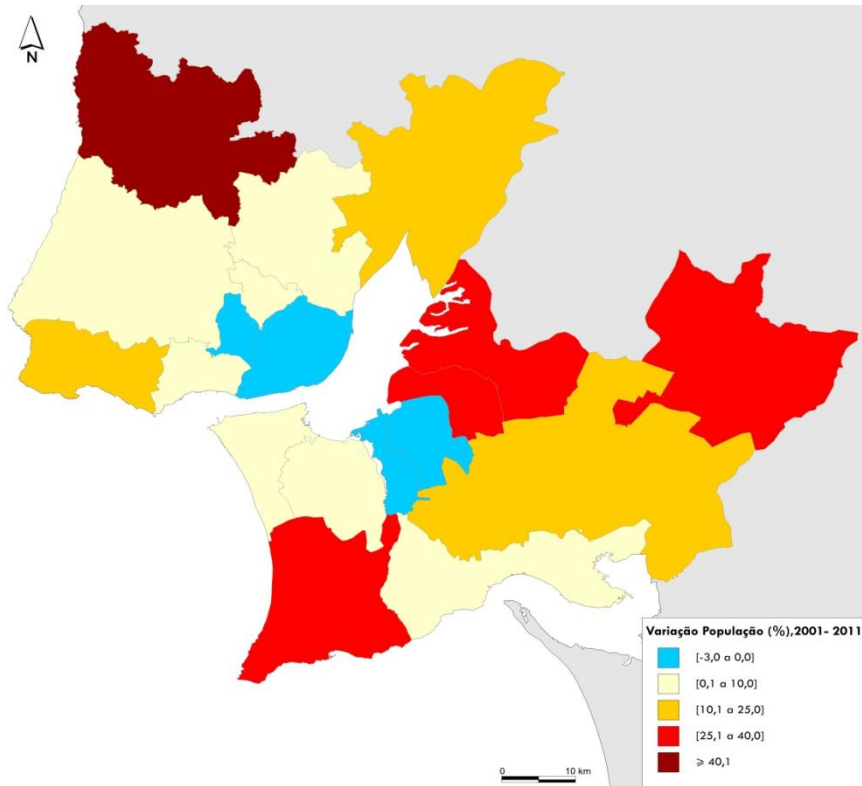 N
Variação População (%),2001- 2011
[-3,0 a 0,0]
[0,1 a 10,0]
[10,1 a 25,0]
[25,1 a 40,0]
⩾ 40,1
0 10 km